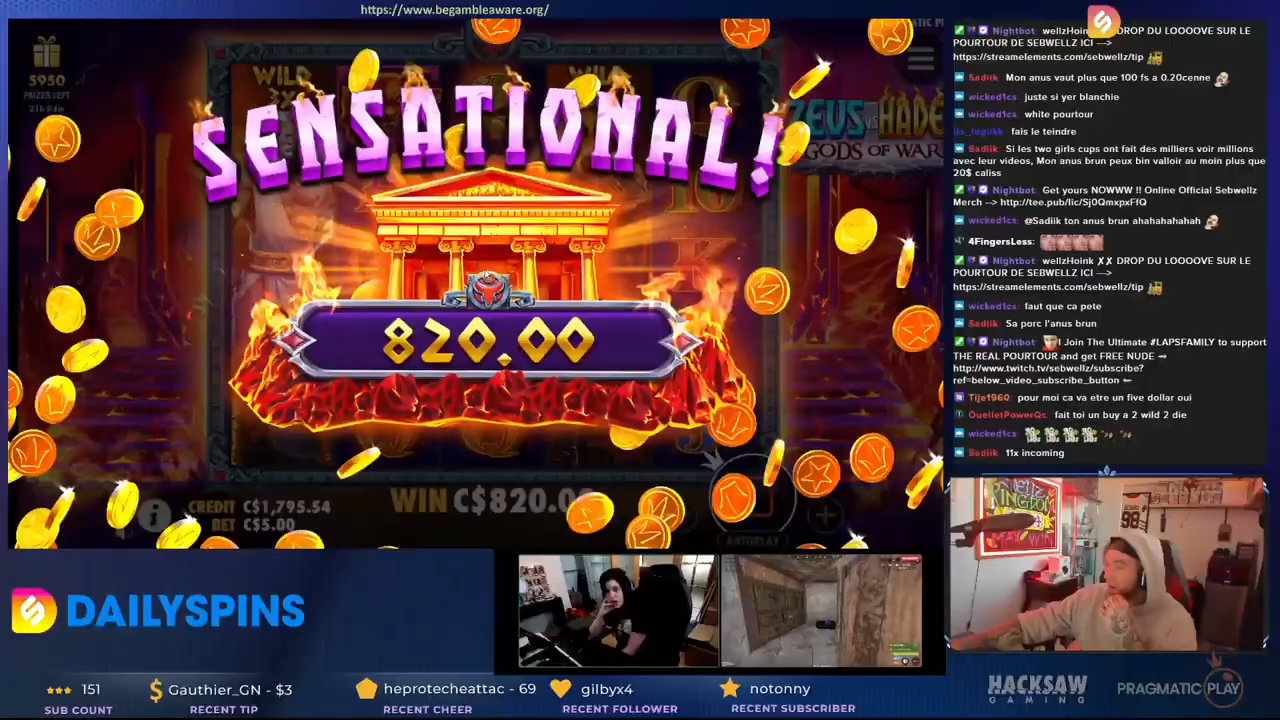 https://www.begambleaware.org/
5950
PRIZES LEFT
WILD
SENSATIONAL!
ZEUS VS HADES
GODS OF WAR
820.00
CREDIT C$1,795.54
BET C$5.00
WIN C$820.00
AUTOPLAY
Nightbot DROP DU LOOOVE SUR LE
POURTOUR DE SEBWELLZ ICI —>
https://streamelements.com/sebwellz/tip
Sadiik Mon anus vaut plus que 100 fs a 0.20cenne
wicked1cs: juste si yer blanchie
wicked1cs: white pourtour
fais le teindre
Sadiik Si les two girls cups ont fait des milliers voir millions
avec leur videos, Mon anus brun peux bin valloir au moin plus que
20$ caliss
Nightbot: Get yours NOWWW !! Online Official Sebwellz
Merch —> http://tee.pub/lic/Sj0QmxpxFfQ
wicked1cs: @Sadiik ton anus brun ahahahahahah
4FingersLess:
Nightbot: wellzHoink ✗✗ DROP DU LOOOVE SUR LE
POURTOUR DE SEBWELLZ ICI —>
https://streamelements.com/sebwellz/tip
wicked1cs: faut que ca pete
Sadiik: Sa porc l'anus brun
Nightbot: Join The Ultimate #LAPSFAMILY to support
THE REAL POURTOUR and get FREE NUDE ⇒
http://www.twitch.tv/sebwellz/subscribe?
ref=below_video_subscribe_button ⇐
Tije1960: pour moi ca va etre un five dollar oui
OuelletPowerQc: fait toi un buy a 2 wild 2 die
wicked1cs:
Sadiik 11x incoming
KINGDOM
98
DAILYSPINS
151
SUB COUNT
Gauthier_GN - $3
RECENT TIP
heprotecheattac - 69
RECENT CHEER
gilbyx4
RECENT FOLLOWER
notonny
RECENT SUBSCRIBER
HACKSAW
GAMING
PRAGMATIC PLAY